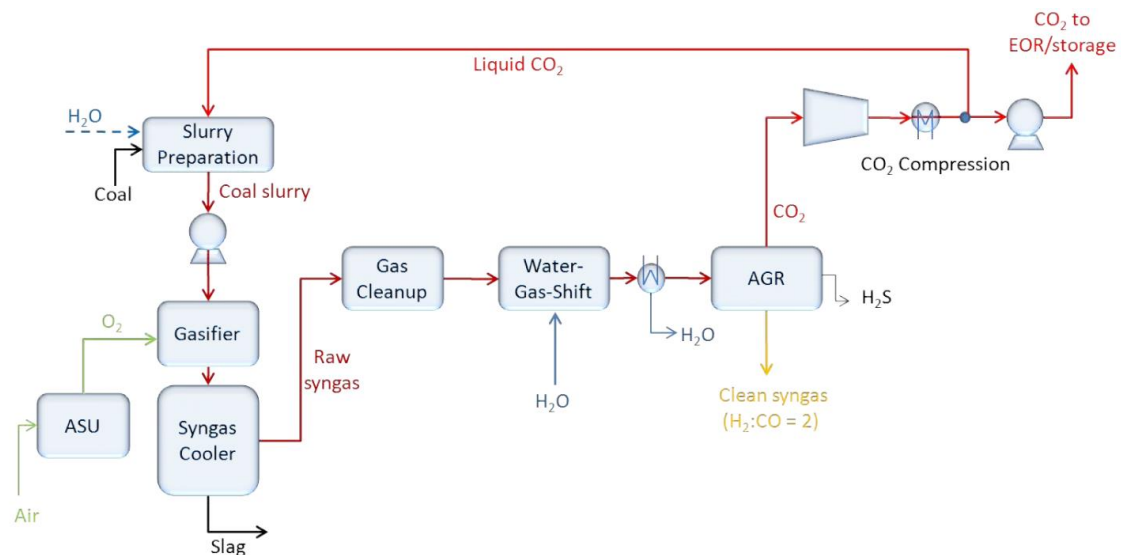 CO₂ to
EOR/storage
Liquid CO₂
H₂O
Slurry
Preparation
CO₂ Compression
Coal
Coal slurry
CO₂
Gas
Cleanup
Water-
Gas-Shift
AGR
H₂S
O₂
Gasifier
H₂O
Raw
syngas
H₂O
Clean syngas
(H₂:CO = 2)
ASU
Syngas
Cooler
Air
Slag